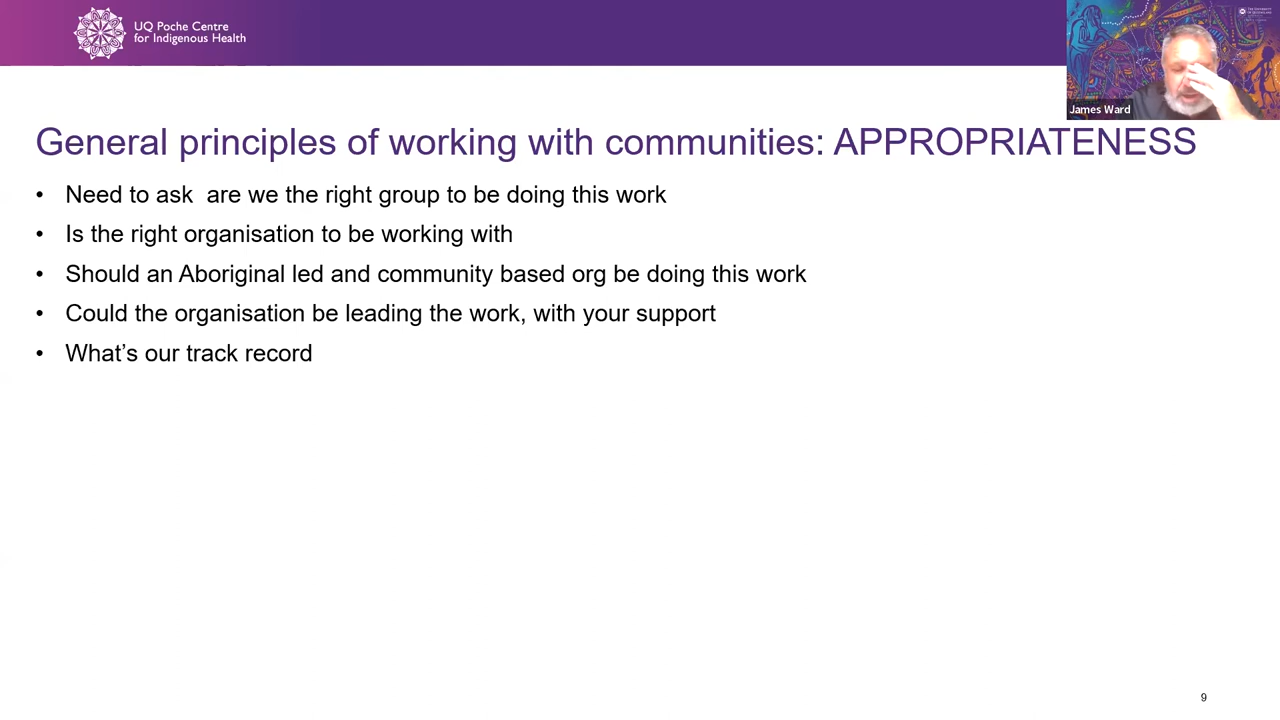 UQ Poche Centre
for Indigenous Health
James Ward
General principles of working with communities: APPROPRIATENESS
• Need to ask  are we the right group to be doing this work
• Is the right organisation to be working with
• Should an Aboriginal led and community based org be doing this work
• Could the organisation be leading the work, with your support
• What’s our track record
9